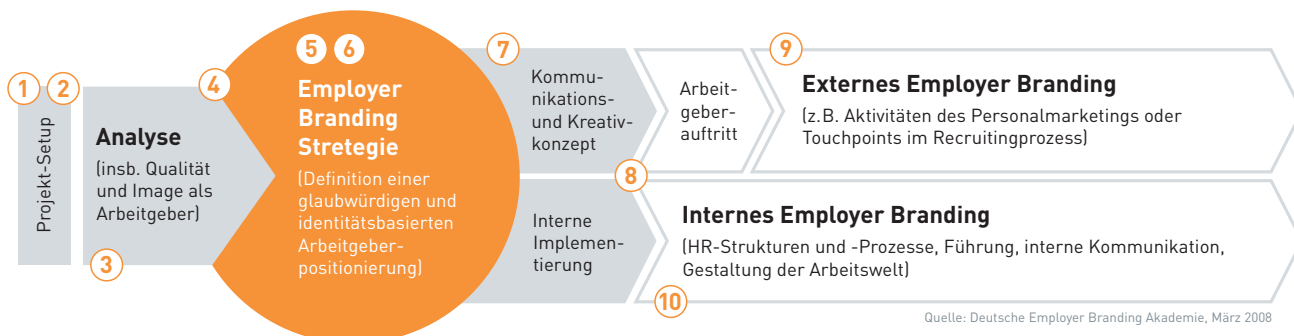 1
2
Projekt-Setup
3
Analyse
(insb. Qualität
und Image als
Arbeitgeber)
4
5 6
Employer
Branding
Stretegie
(Definition einer
glaubwürdigen und
identitätsbasierten
Arbeitgeber-
positionierung)
7
Kommu-
nikations-
und Kreativ-
konzept
Arbeit-
geber-
auftritt
9
Externes Employer Branding
(z.B. Aktivitäten des Personalmarketings oder
Touchpoints im Recruitingprozess)
8
Interne
Implemen-
tierung
Internes Employer Branding
(HR-Strukturen und -Prozesse, Führung, interne Kommunikation,
Gestaltung der Arbeitswelt)
10
Quelle: Deutsche Employer Branding Akademie, März 2008